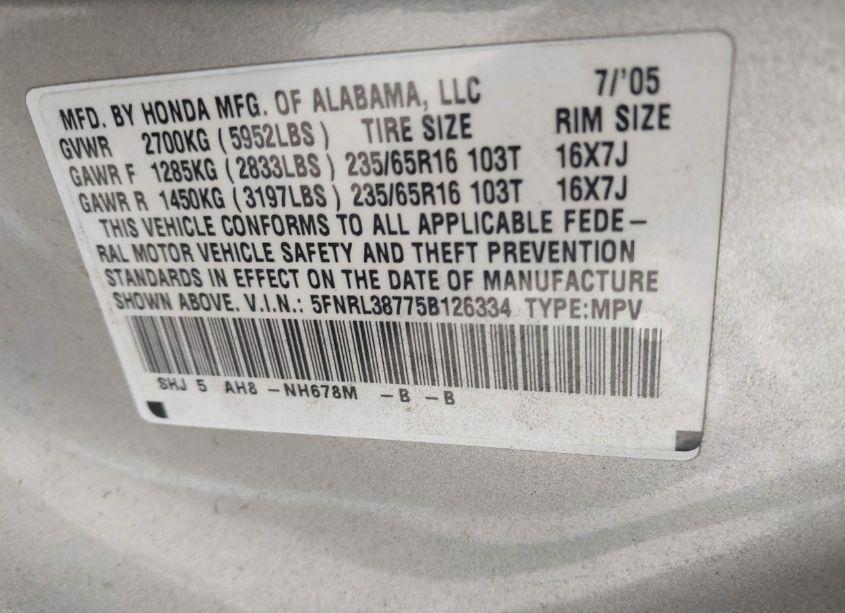 MFD. BY HONDA MFG. OF ALABAMA, LLC 7/'05
GVWR 2700KG (5952LBS) TIRE SIZE RIM SIZE
GAWR F 1285KG (2833LBS) 235/65R16 103T 16X7J
GAWR R 1450KG (3197LBS) 235/65R16 103T 16X7J
THIS VEHICLE CONFORMS TO ALL APPLICABLE FEDE-
RAL MOTOR VEHICLE SAFETY AND THEFT PREVENTION
STANDARDS IN EFFECT ON THE DATE OF MANUFACTURE
SHOWN ABOVE. V.I.N.: 5FNRL38775B126334 TYPE:MPV
SHJ 5 AH8 -NH678M -B -B